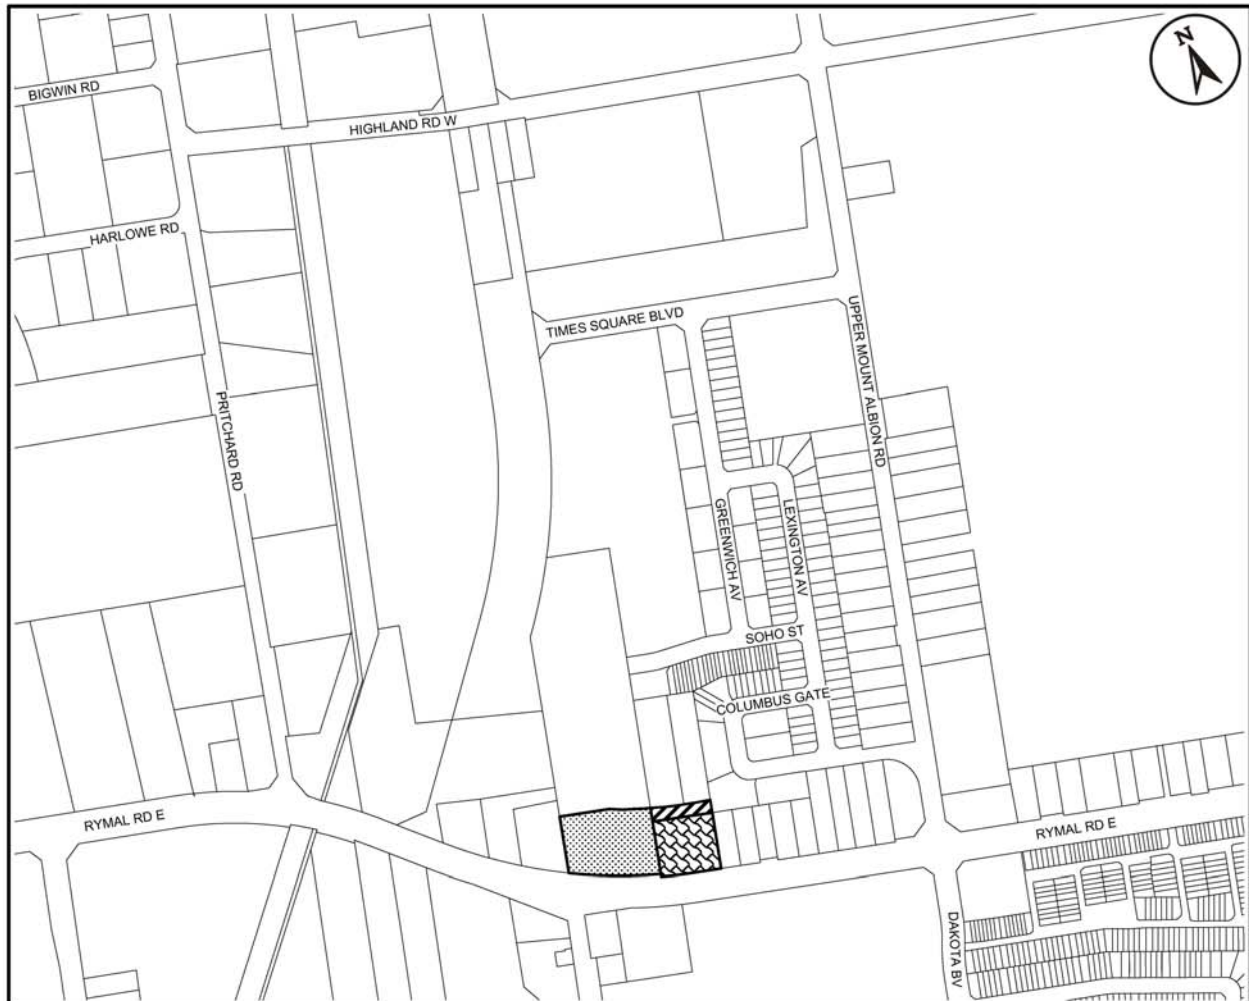 N
BIGWIN RD
HIGHLAND RD W
HARLOWE RD
TIMES SQUARE BLVD
UPPER MOUNT ALBION RD
PRITCHARD RD
GREENWICH AV
LEXINGTON AV
SOHO ST
COLUMBUS GATE
RYMAL RD E
RYMAL RD E
DAKOTA BV